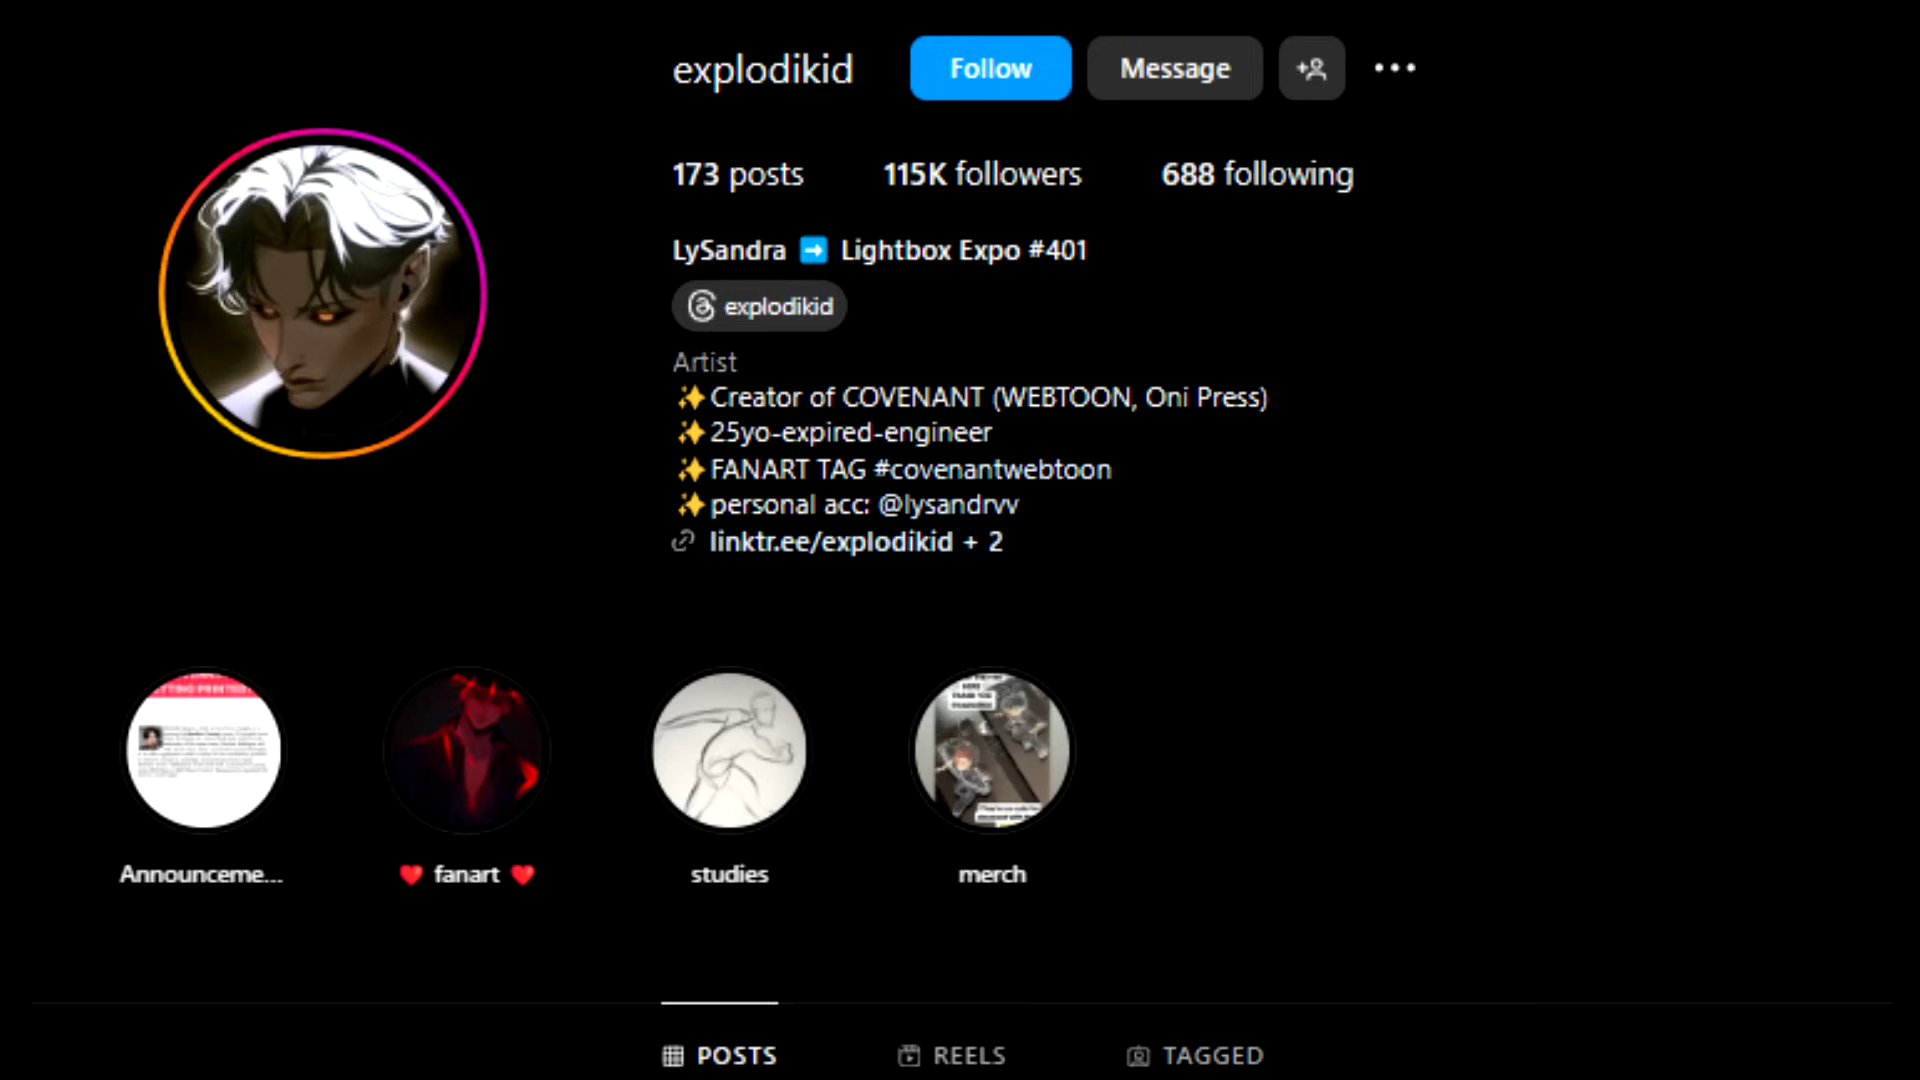 explodikid Follow Message
173 posts 115K followers 688 following
LySandra ➡️ Lightbox Expo #401
explodikid
Artist
✨Creator of COVENANT (WEBTOON, Oni Press)
✨25yo-expired-engineer
✨FANART TAG #covenantwebtoon
✨personal acc: @lysandrvv
linktr.ee/explodikid + 2
Announceme... ♥️ fanart ♥️ studies merch
POSTS REELS TAGGED